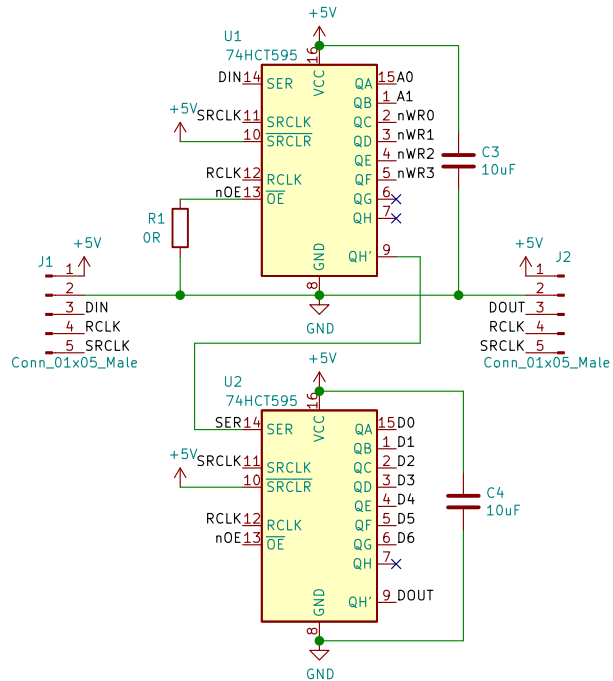 +5V
U1
74HCT595
16
VCC
DIN 14 SER
QA 15 A0
QB 1 A1
+5V
SRCLK 11 SRCLK
QC 2 nWR0
10 SRCLR
QD 3 nWR1
QE 4 nWR2
C3
10uF
RCLK 12 RCLK
QF 5 nWR3
nOE 13 OE
QG 6
QH 7
R1
0R
GND
QH' 9
8
GND
J1
+5V
1
2
3 DIN
4 RCLK
5 SRCLK
Conn_01x05_Male
+5V
J2
1
2
DOUT 3
RCLK 4
SRCLK 5
Conn_01x05_Male
+5V
U2
74HCT595
16
VCC
SER 14 SER
QA 15 D0
QB 1 D1
+5V
SRCLK 11 SRCLK
QC 2 D2
10 SRCLR
QD 3 D3
QE 4 D4
C4
10uF
RCLK 12 RCLK
QF 5 D5
nOE 13 OE
QG 6 D6
QH 7
GND
QH' 9 DOUT
8
GND